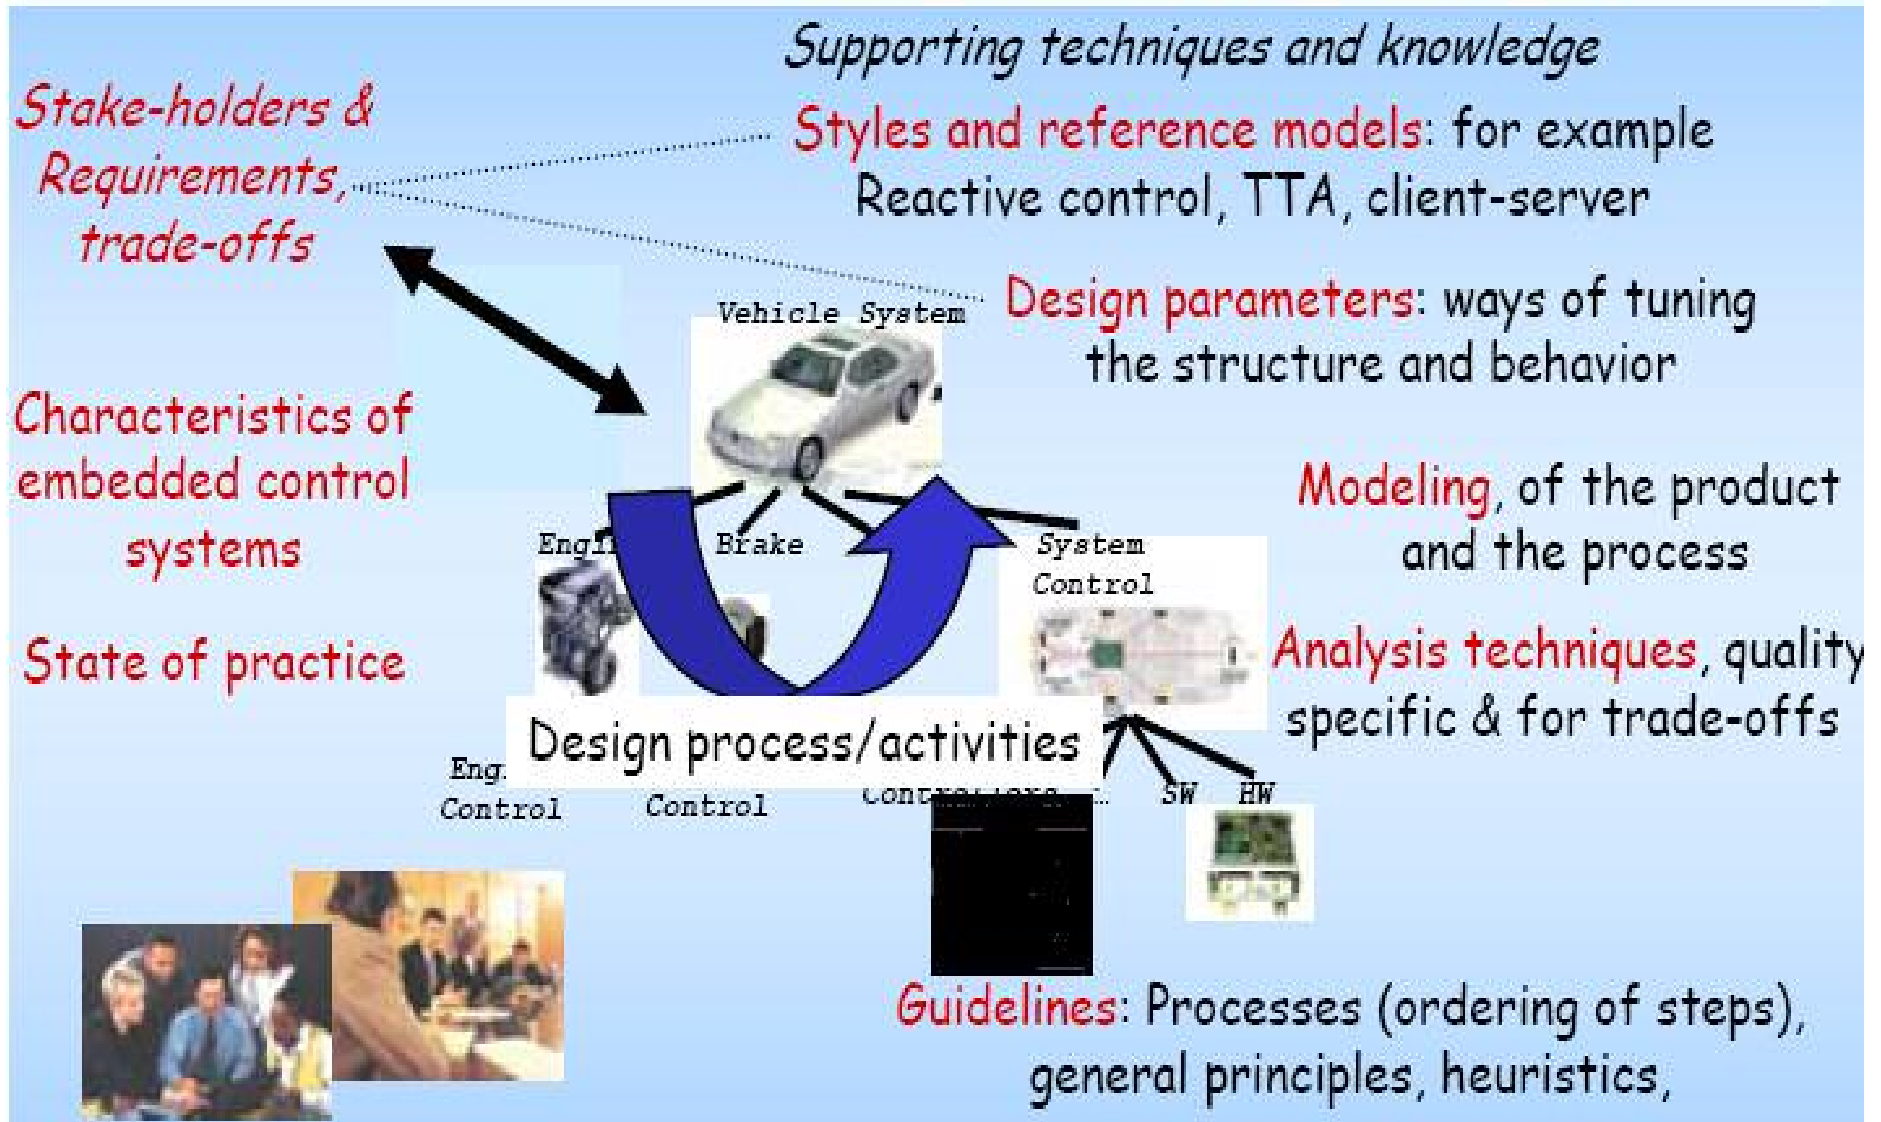 Supporting techniques and knowledge
Stake-holders &
Requirements,
trade-offs
Styles and reference models: for example
Reactive control, TTA, client-server
Design parameters: ways of tuning
the structure and behavior
Vehicle System
Characteristics of
embedded control
systems
Modeling, of the product
and the process
Brake
System
Control
State of practice
Analysis techniques, quality
specific & for trade-offs
Design process/activities
Control
Control
SW HW
Guidelines: Processes (ordering of steps),
general principles, heuristics,